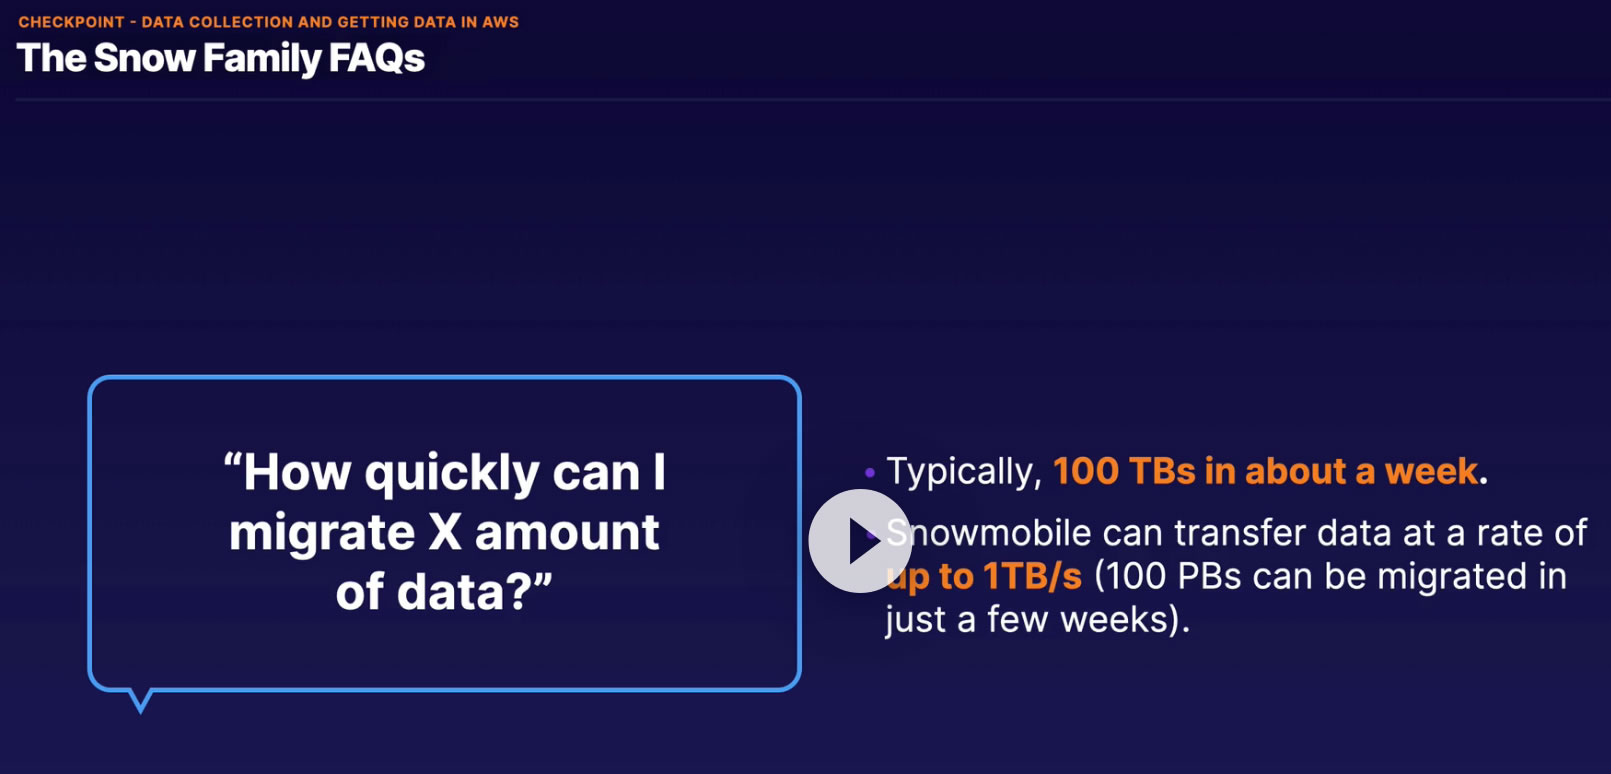 CHECKPOINT - DATA COLLECTION AND GETTING DATA IN AWS
The Snow Family FAQs
“How quickly can I
migrate X amount
of data?”
• Typically, 100 TBs in about a week.
• Snowmobile can transfer data at a rate of
up to 1TB/s (100 PBs can be migrated in
just a few weeks).